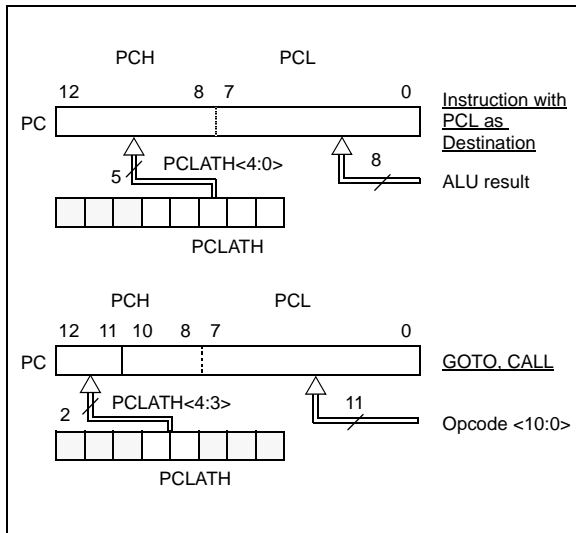 PCH PCL
12 8 7 0
PC
Instruction with
PCL as
Destination
5 PCLATH<4:0> 8
ALU result
PCLATH
PCH PCL
12 11 10 8 7 0
PC
GOTO, CALL
2 PCLATH<4:3> 11
Opcode <10:0>
PCLATH